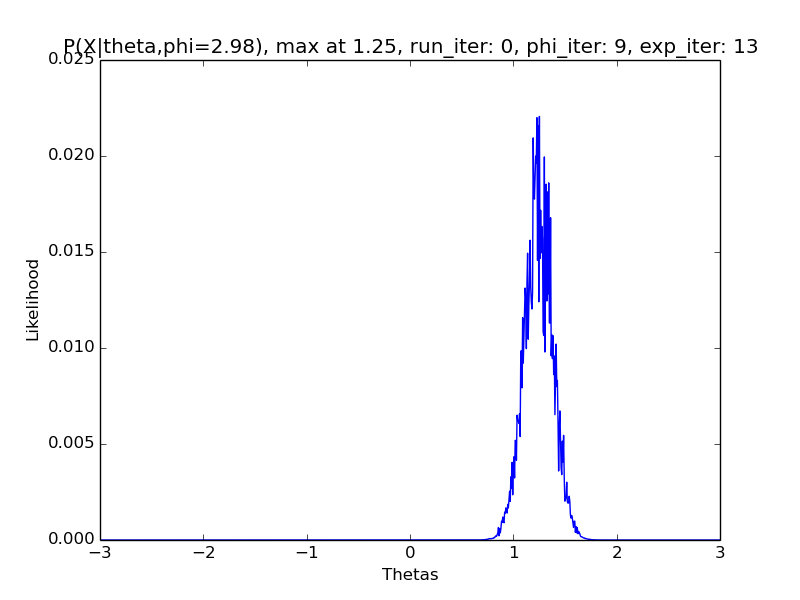 P(X|theta,phi=2.98), max at 1.25, run_iter: 0, phi_iter: 9, exp_iter: 13
0.025
0.020
0.015
0.010
0.005
0.000
Likelihood
−3 −2 −1 0 1 2 3
Thetas